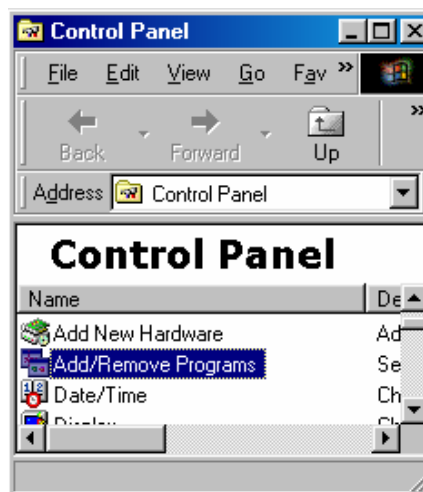 Control Panel
File Edit View Go Fav »
Back Forward Up »
Address Control Panel
Control Panel
Name De
Add New Hardware Ad
Add/Remove Programs Se
Date/Time Ch